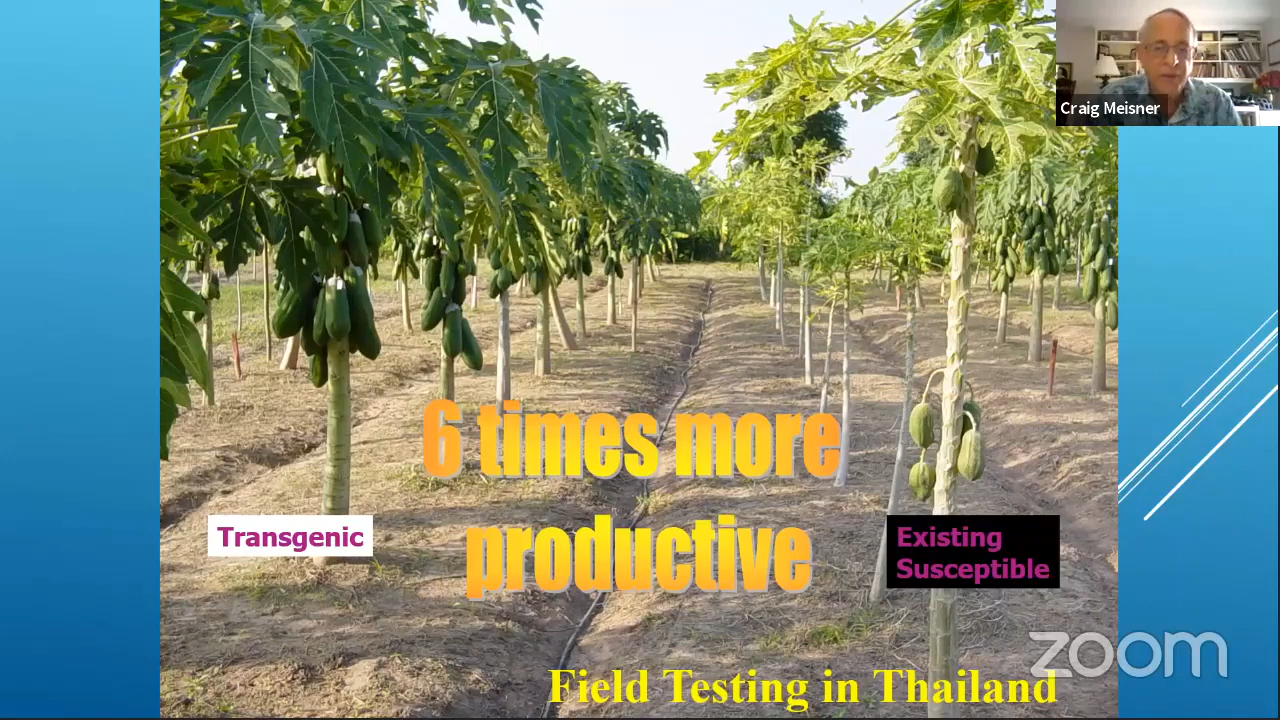 Craig Meisner
6 times more
productive
Transgenic
Existing
Susceptible
Field Testing in Thailand
zoom